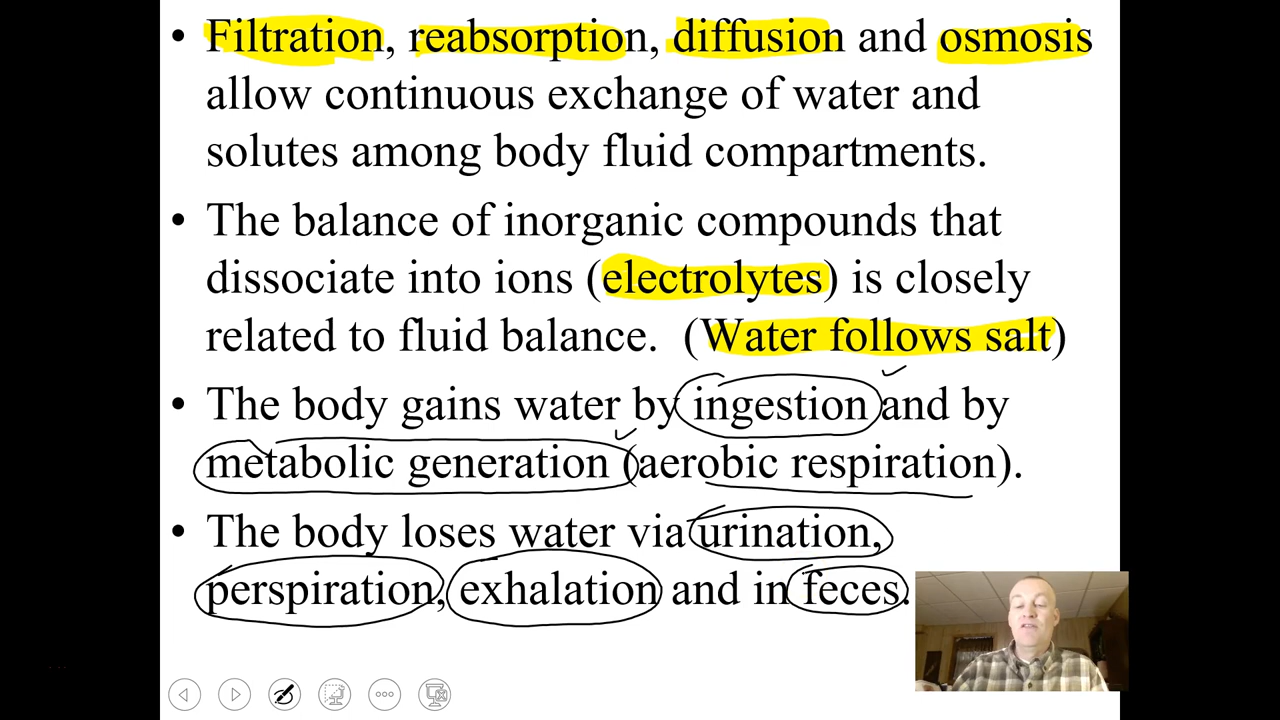 • Filtration, reabsorption, diffusion and osmosis
allow continuous exchange of water and
solutes among body fluid compartments.
• The balance of inorganic compounds that
dissociate into ions (electrolytes) is closely
related to fluid balance. (Water follows salt)
• The body gains water by ingestion and by
metabolic generation (aerobic respiration).
• The body loses water via urination,
perspiration, exhalation and in feces.